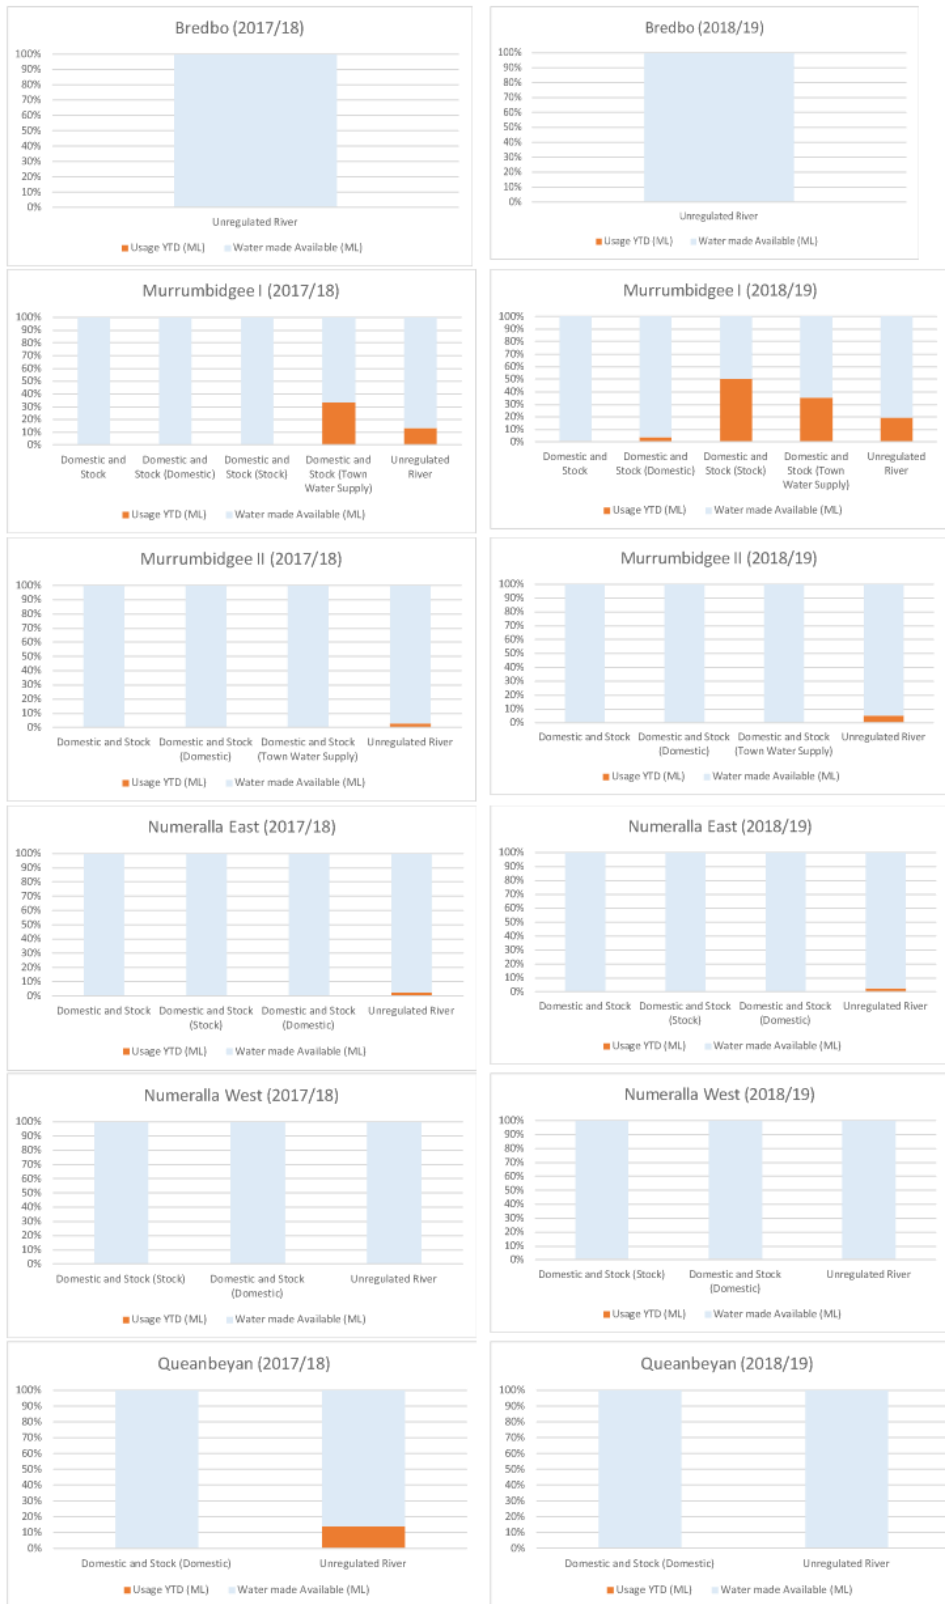 Bredbo (2017/18)
100%
90%
80%
70%
60%
50%
40%
30%
20%
10%
0%
Unregulated River
Usage YTD (ML) Water made Available (ML)
Bredbo (2018/19)
100%
90%
80%
70%
60%
50%
40%
30%
20%
10%
0%
Unregulated River
Usage YTD (ML) Water made Available (ML)
Murrumbidgee I (2017/18)
100%
90%
80%
70%
60%
50%
40%
30%
20%
10%
0%
Domestic and Domestic and Domestic and Domestic and Unregulated
Stock Stock (Domestic) Stock (Stock) Stock (Town River
Water Supply)
Usage YTD (ML) Water made Available (ML)
Murrumbidgee I (2018/19)
100%
90%
80%
70%
60%
50%
40%
30%
20%
10%
0%
Domestic and Domestic and Domestic and Domestic and Unregulated
Stock Stock (Domestic) Stock (Stock) Stock (Town River
Water Supply)
Usage YTD (ML) Water made Available (ML)
Murrumbidgee II (2017/18)
100%
90%
80%
70%
60%
50%
40%
30%
20%
10%
0%
Domestic and Stock Domestic and Stock Domestic and Stock Unregulated River
(Domestic) (Town Water Supply)
Usage YTD (ML) Water made Available (ML)
Murrumbidgee II (2018/19)
100%
90%
80%
70%
60%
50%
40%
30%
20%
10%
0%
Domestic and Stock Domestic and Stock Domestic and Stock Unregulated River
(Domestic) (Town Water Supply)
Usage YTD (ML) Water made Available (ML)
Numeralla East (2017/18)
100%
90%
80%
70%
60%
50%
40%
30%
20%
10%
0%
Domestic and Stock Domestic and Stock Domestic and Stock Unregulated River
(Stock) (Domestic)
Usage YTD (ML) Water made Available (ML)
Numeralla East (2018/19)
100%
90%
80%
70%
60%
50%
40%
30%
20%
10%
0%
Domestic and Stock Domestic and Stock Domestic and Stock Unregulated River
(Stock) (Domestic)
Usage YTD (ML) Water made Available (ML)
Numeralla West (2017/18)
100%
90%
80%
70%
60%
50%
40%
30%
20%
10%
0%
Domestic and Stock (Stock) Domestic and Stock Unregulated River
(Domestic)
Usage YTD (ML) Water made Available (ML)
Numeralla West (2018/19)
100%
90%
80%
70%
60%
50%
40%
30%
20%
10%
0%
Domestic and Stock (Stock) Domestic and Stock Unregulated River
(Domestic)
Usage YTD (ML) Water made Available (ML)
Queanbeyan (2017/18)
100%
90%
80%
70%
60%
50%
40%
30%
20%
10%
0%
Domestic and Stock (Domestic) Unregulated River
Usage YTD (ML) Water made Available (ML)
Queanbeyan (2018/19)
100%
90%
80%
70%
60%
50%
40%
30%
20%
10%
0%
Domestic and Stock (Domestic) Unregulated River
Usage YTD (ML) Water made Available (ML)